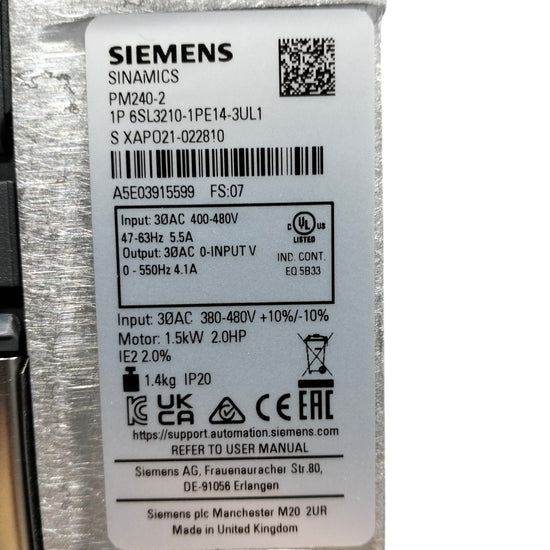 SIEMENS
SINAMICS
PM240-2
1P 6SL3210-1PE14-3UL1
S XAPO21-022810
A5E03915599 FS:07
Input: 3ØAC 400-480V
47-63Hz 5.5A
Output: 3ØAC 0-INPUT V
0 - 550Hz 4.1A
C UL US
LISTED
IND. CONT.
EQ 5B33
Input: 3ØAC 380-480V +10%/-10%
Motor: 1.5kW 2.0HP
IE2 2.0%
1.4kg IP20
UK
CA
CE EAC
https://support.automation.siemens.com
REFER TO USER MANUAL
Siemens AG, Frauenauracher Str.80,
DE-91056 Erlangen
Siemens plc Manchester M20 2UR
Made in United Kingdom